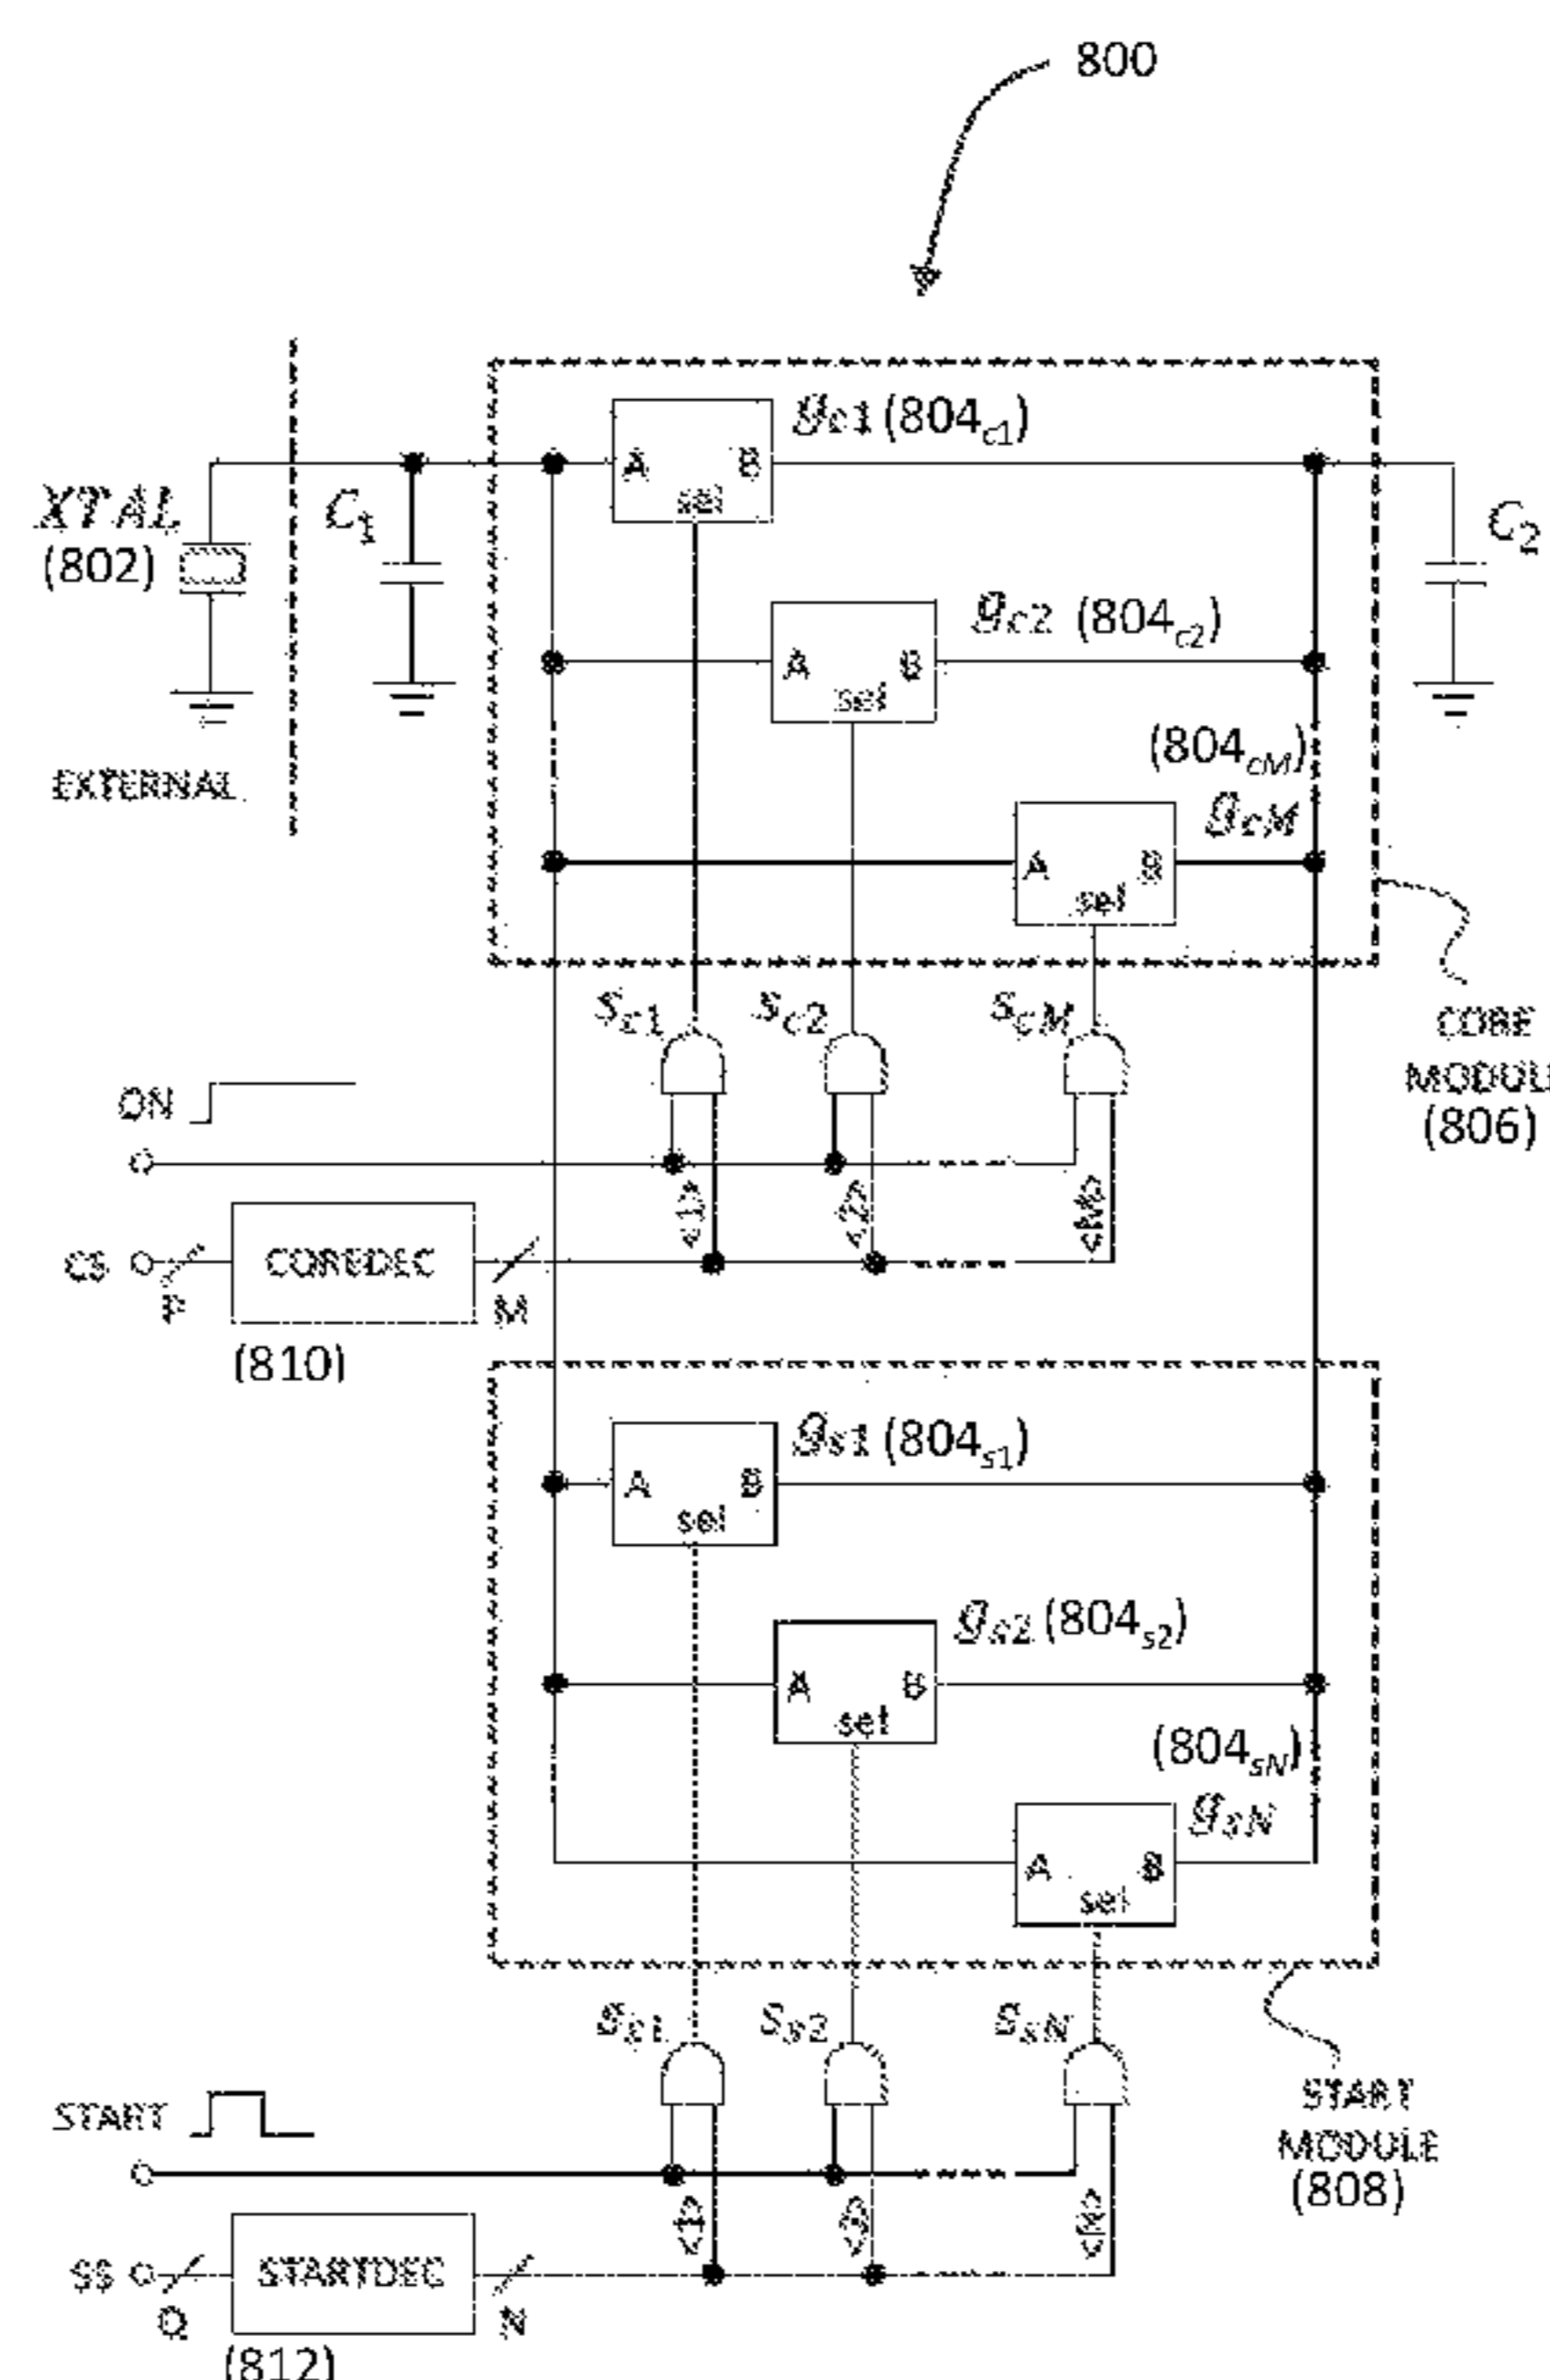 800
g_c1 (804_c1)
A B
sel
XTAL
(802)
C_1
C_2
g_c2 (804_c2)
A B
sel
EXTERNAL
(804_cM)
g_cM
A B
sel
CORE
MODULE
(806)
S_c1 S_c2 S_cM
ON
<1> <2> <M>
CS COREDEC
P M
(810)
g_s1 (804_s1)
A B
sel
g_s2 (804_s2)
A B
sel
(804_sN)
g_sN
A B
sel
S_s1 S_s2 S_sN
START
START
MODULE
(808)
<1>
SS STARTDEC
Q N
(812)